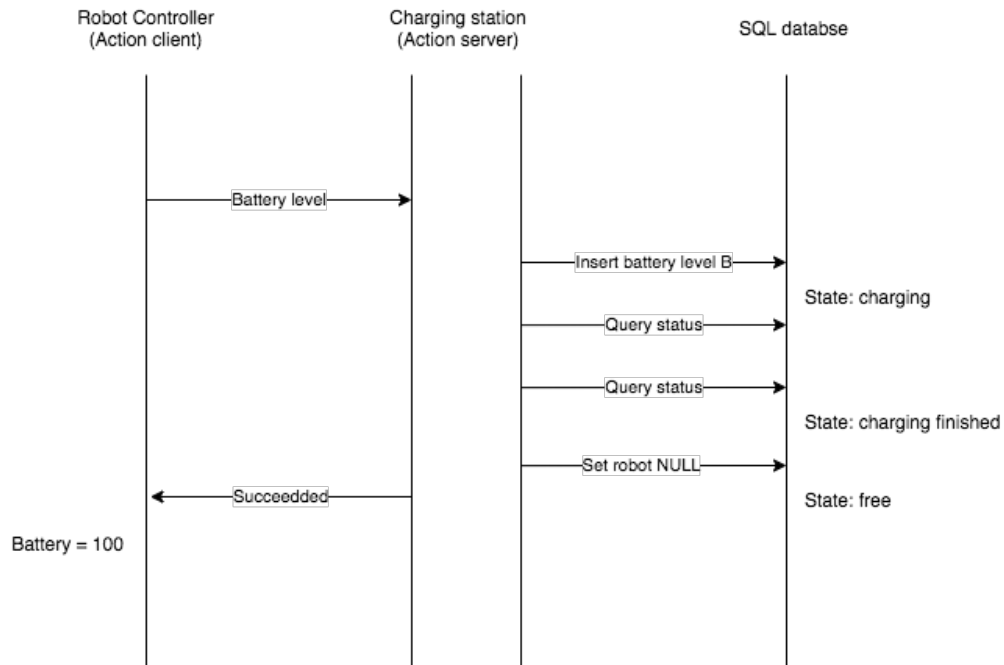 Robot Controller
(Action client)
Charging station
(Action server)
SQL databse
Battery level
Insert battery level B
State: charging
Query status
Query status
State: charging finished
Set robot NULL
Succeedded
State: free
Battery = 100